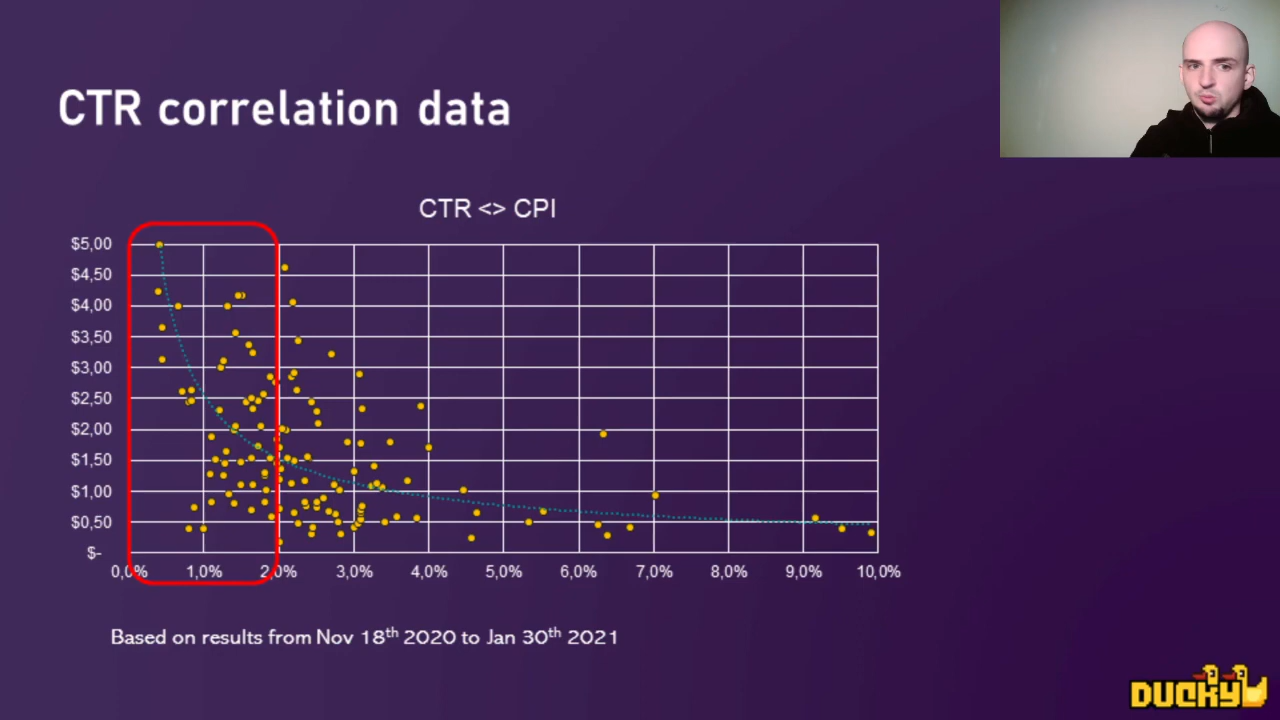 CTR correlation data
CTR <> CPI
$5,00
$4,50
$4,00
$3,50
$3,00
$2,50
$2,00
$1,50
$1,00
$0,50
$-
0,0% 1,0% 2,0% 3,0% 4,0% 5,0% 6,0% 7,0% 8,0% 9,0% 10,0%
Based on results from Nov 18th 2020 to Jan 30th 2021
DUCKY